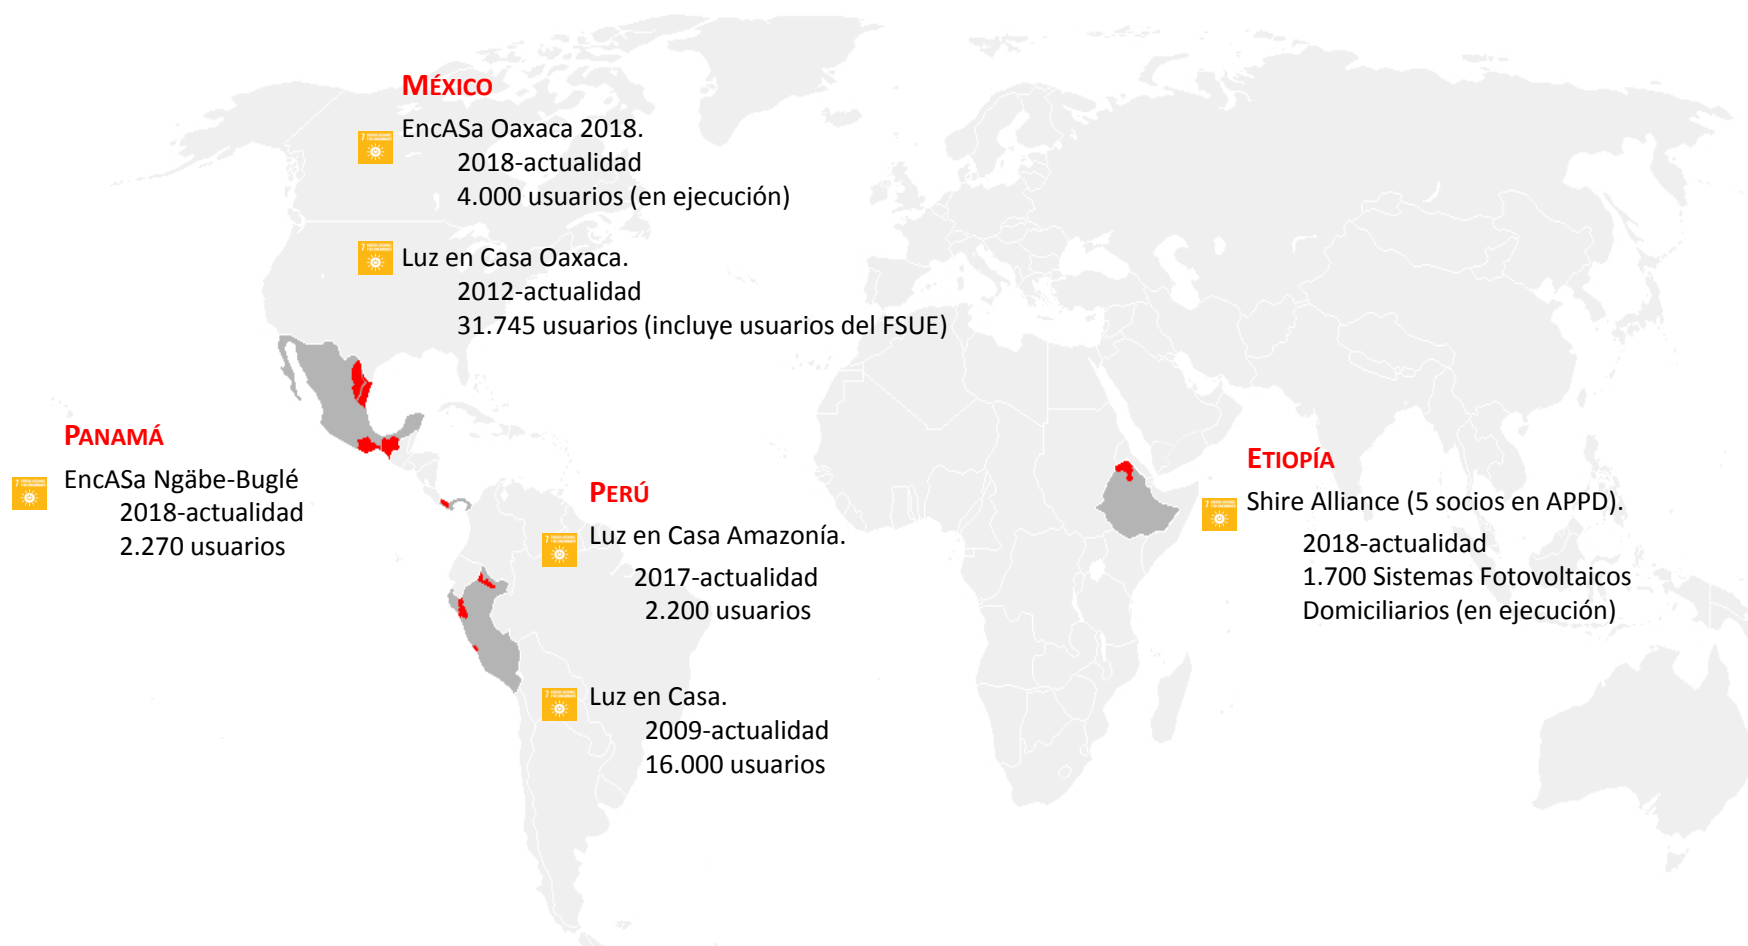 MÉXICO
EncASa Oaxaca 2018.
2018-actualidad
4.000 usuarios (en ejecución)
Luz en Casa Oaxaca.
2012-actualidad
31.745 usuarios (incluye usuarios del FSUE)
PANAMÁ
EncASa Ngäbe-Buglé
2018-actualidad
2.270 usuarios
PERÚ
Luz en Casa Amazonía.
2017-actualidad
2.200 usuarios
Luz en Casa.
2009-actualidad
16.000 usuarios
ETIOPÍA
Shire Alliance (5 socios en APPD).
2018-actualidad
1.700 Sistemas Fotovoltaicos
Domiciliarios (en ejecución)